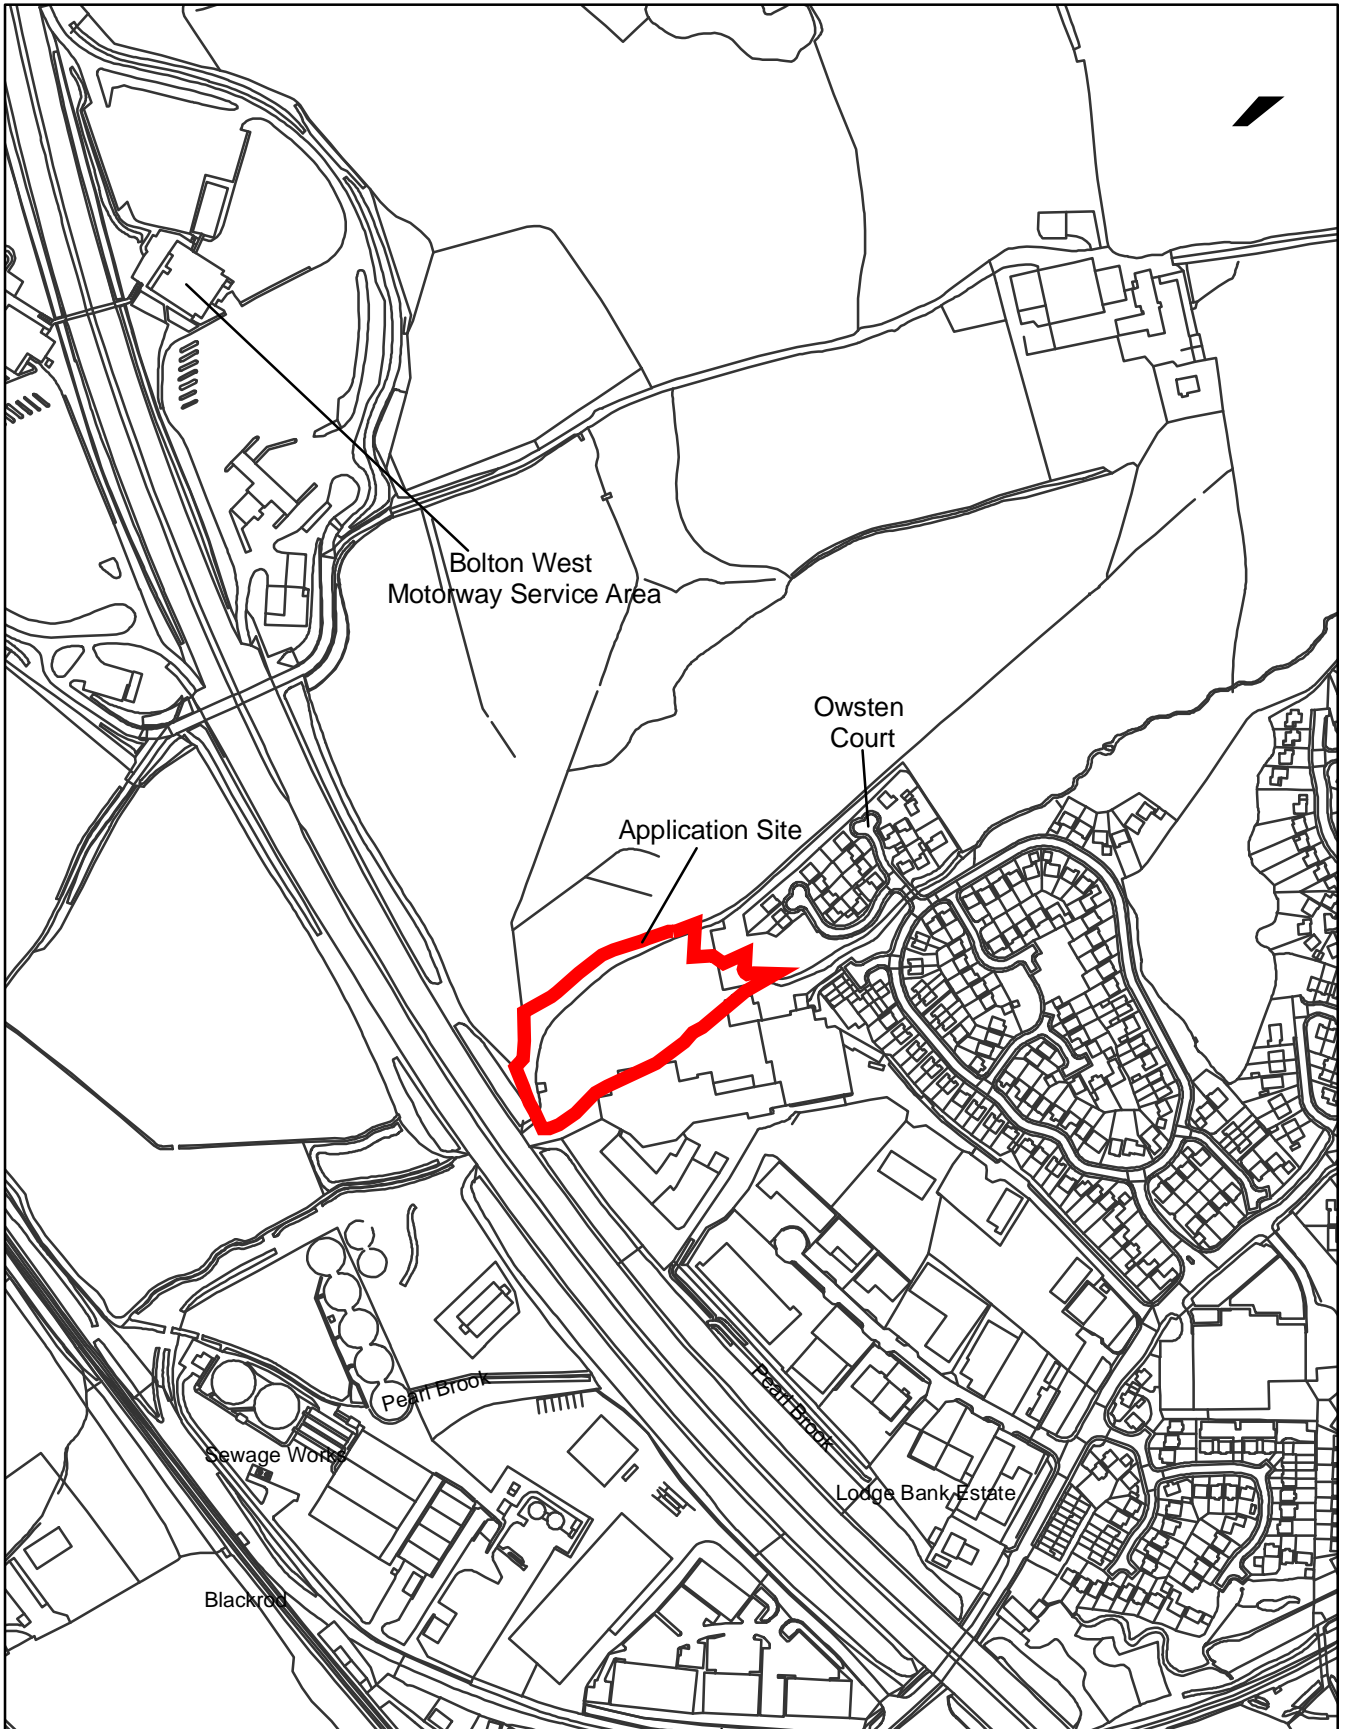 Bolton West
Motorway Service Area
Owsten
Court
Application Site
Pearl Brook
Pearl Brook
Sewage Works
Lodge Bank Estate
Blackrod